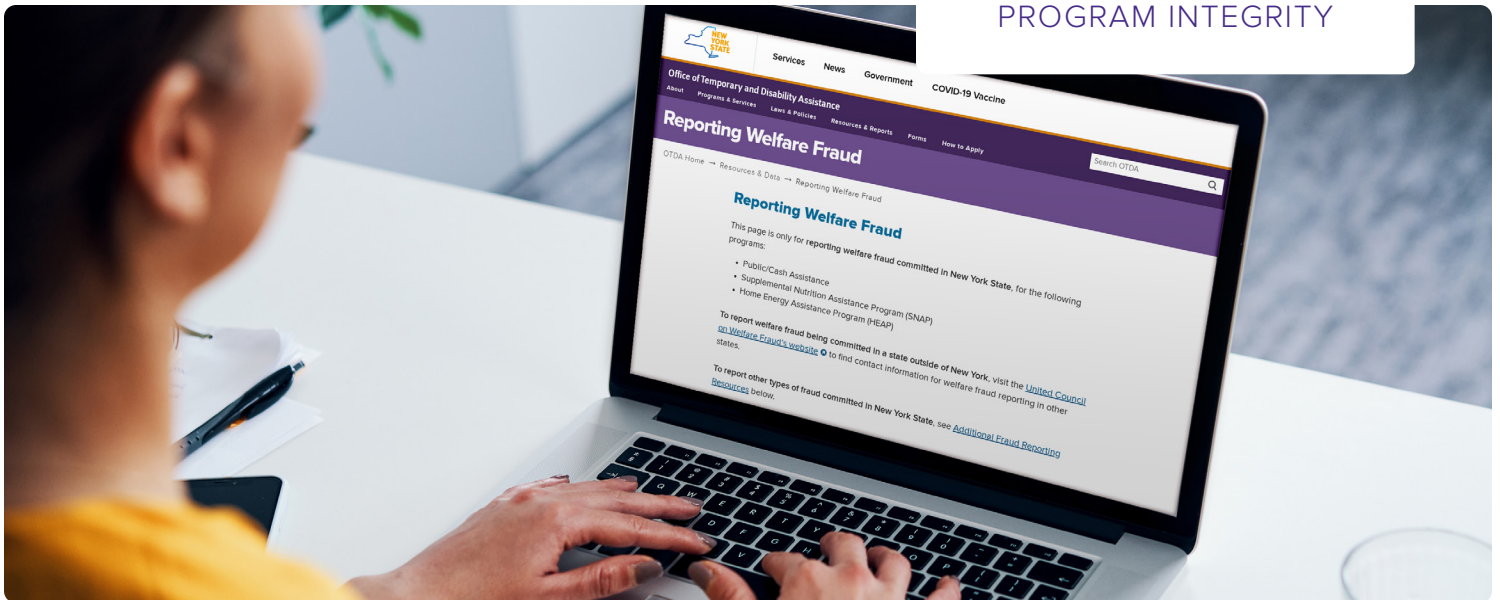 PROGRAM INTEGRITY
NEW
YORK
STATE
Services News Government COVID-19 Vaccine
Office of Temporary and Disability Assistance
About Programs & Services Laws & Policies Resources & Reports Forms How to Apply
Search OTDA
Reporting Welfare Fraud
OTDA Home → Resources & Data → Reporting Welfare Fraud
Reporting Welfare Fraud
This page is only for reporting welfare fraud committed in New York State, for the following
programs:
• Public/Cash Assistance
• Supplemental Nutrition Assistance Program (SNAP)
• Home Energy Assistance Program (HEAP)
To report welfare fraud being committed in a state outside of New York, visit the United Council
on Welfare Fraud's website to find contact information for welfare fraud reporting in other
states.
To report other types of fraud committed in New York State, see Additional Fraud Reporting
Resources below.